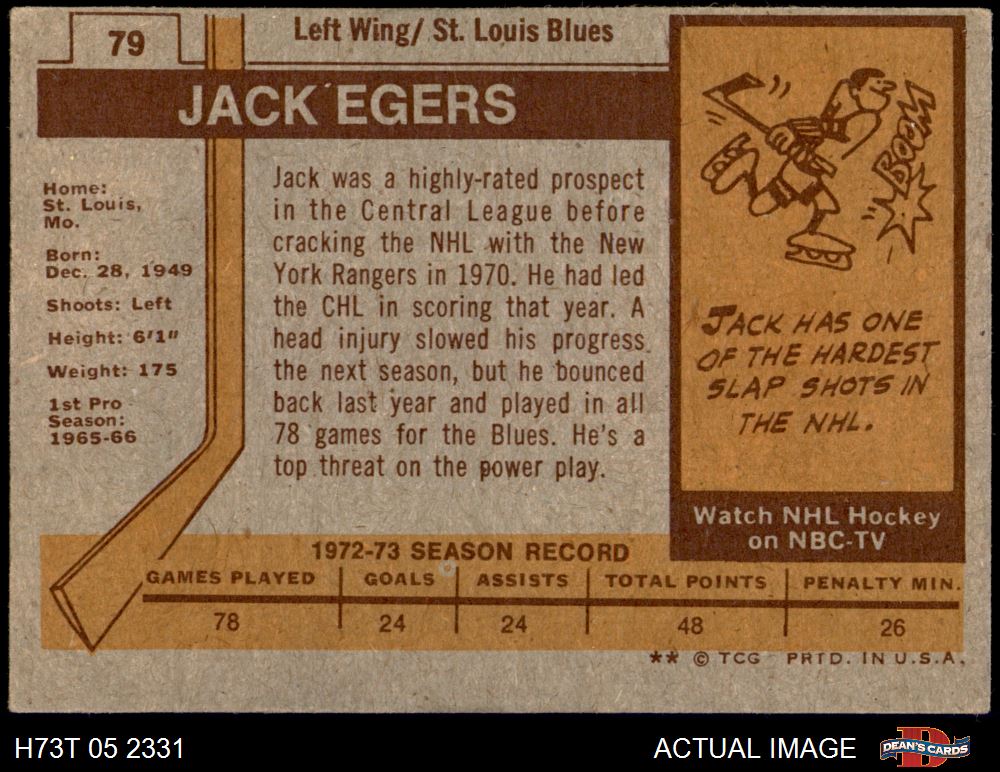 79
Left Wing/ St. Louis Blues
JACK EGERS
Home:
St. Louis,
Mo.
Born:
Dec. 28, 1949
Shoots: Left
Height: 6'1"
Weight: 175
1st Pro
Season:
1965-66
Jack was a highly-rated prospect
in the Central League before
cracking the NHL with the New
York Rangers in 1970. He had led
the CHL in scoring that year. A
head injury slowed his progress
the next season, but he bounced
back last year and played in all
78 games for the Blues. He's a
top threat on the power play.
BOOM
JACK HAS ONE
OF THE HARDEST
SLAP SHOTS IN
THE NHL.
Watch NHL Hockey
on NBC-TV
1972-73 SEASON RECORD
GAMES PLAYED GOALS ASSISTS TOTAL POINTS PENALTY MIN.
78 24 24 48 26
** © TCG PRTD. IN U.S.A.
H73T 05 2331 ACTUAL IMAGE DEAN'S CARDS